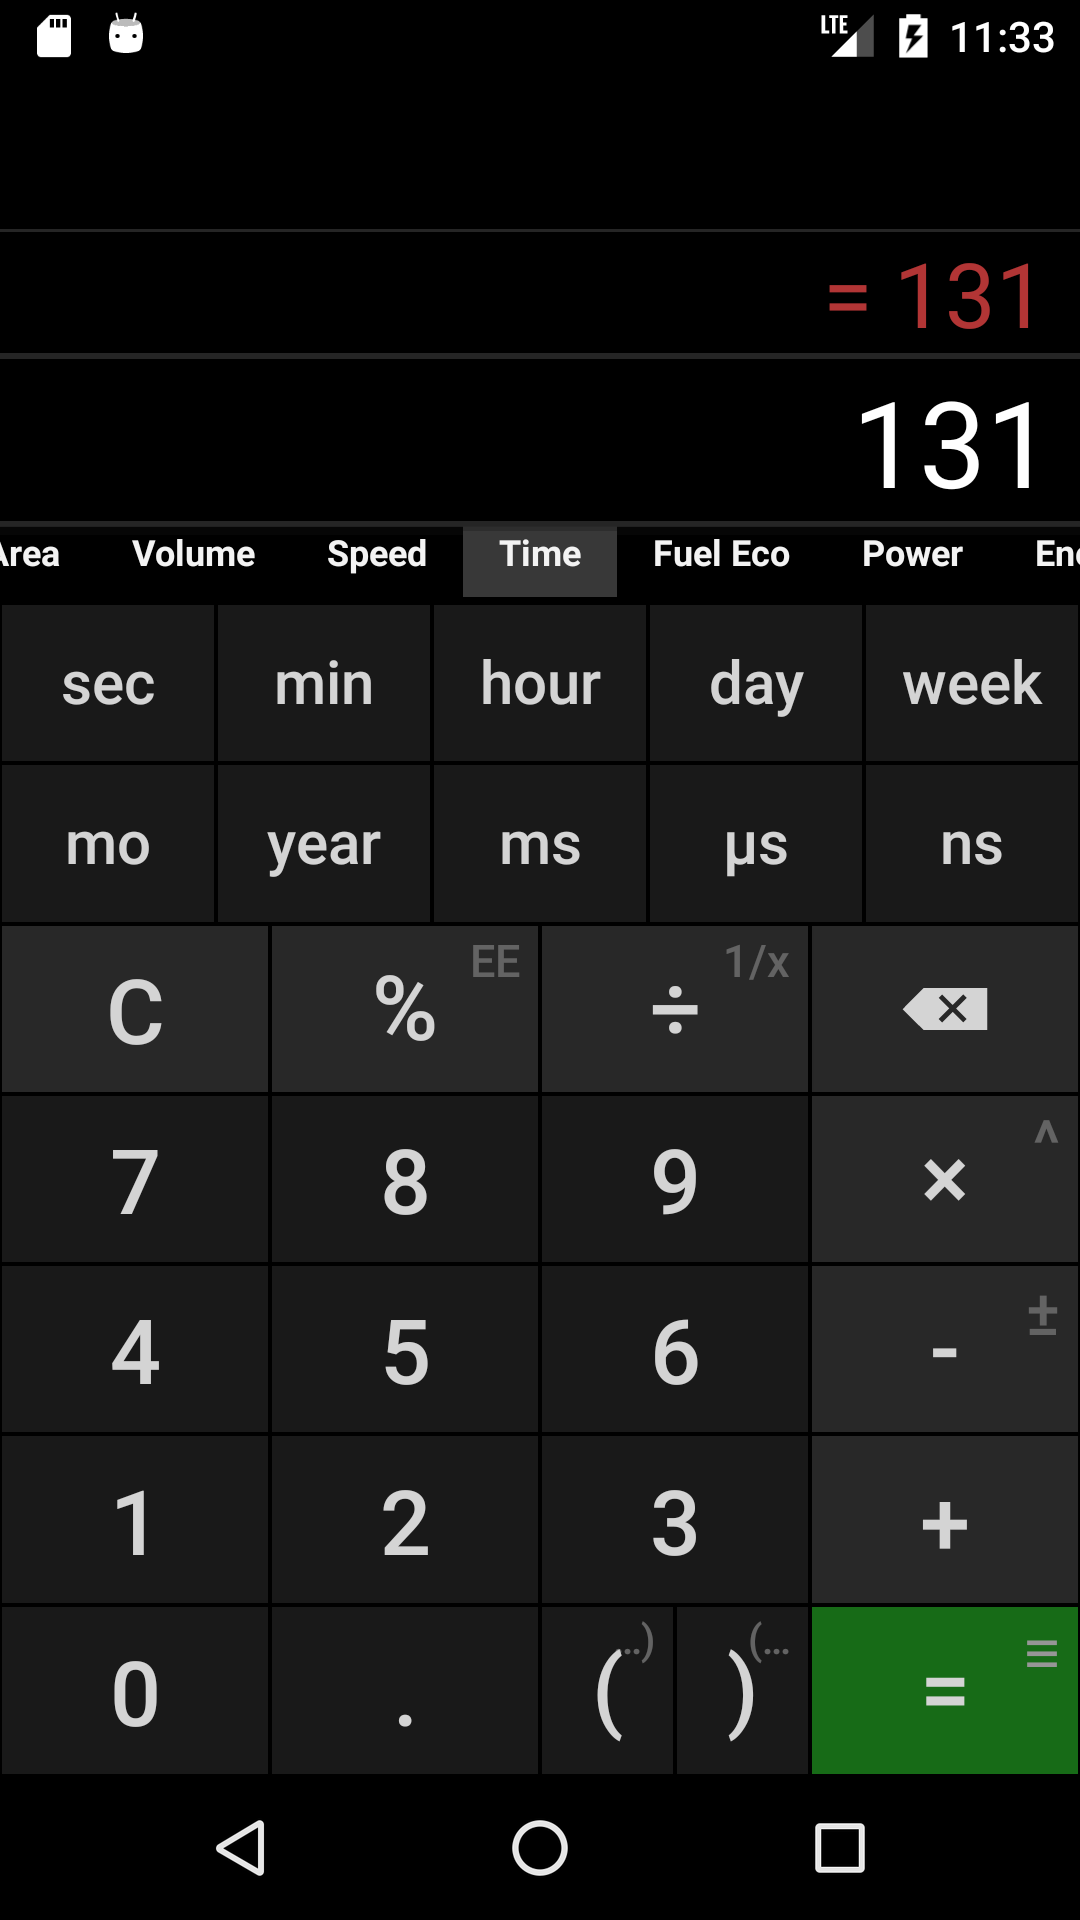 LTE 11:33
= 131
131
Area Volume Speed Time Fuel Eco Power
sec min hour day week
mo year ms µs ns
C % EE ÷ 1/x
7 8 9 × ^
4 5 6 - ±
1 2 3 +
0 . ( ..) ) (... = ≡